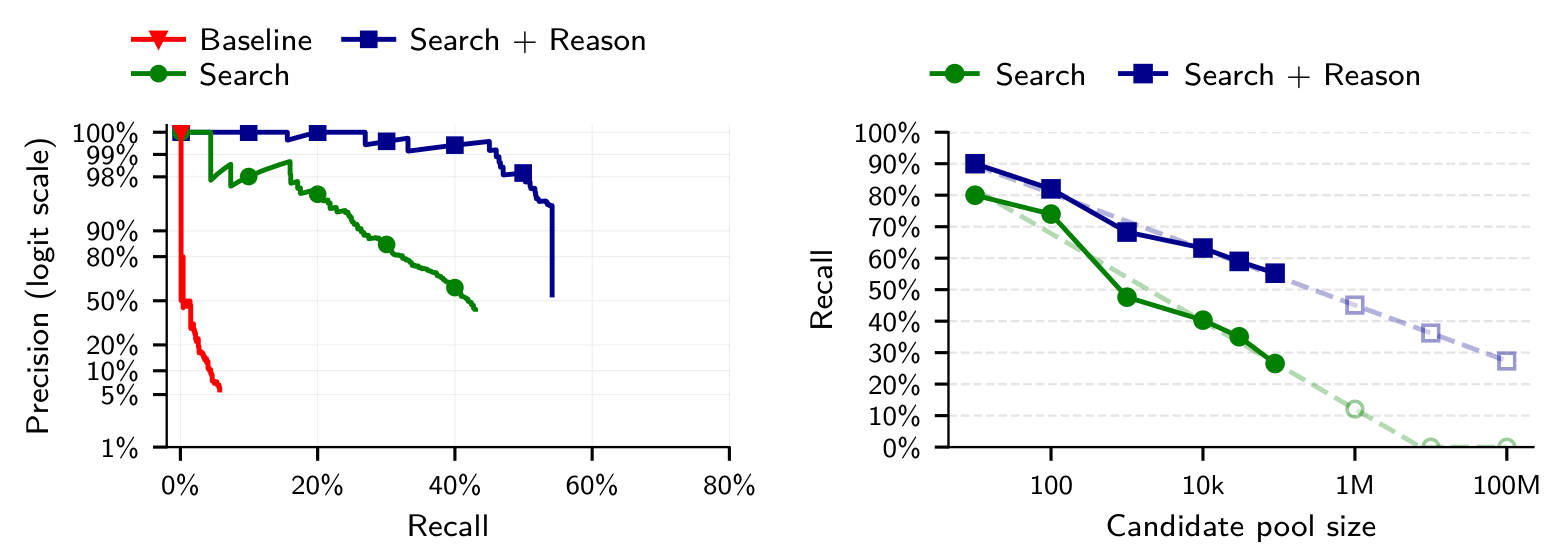 Baseline
Search + Reason
Search
Precision (logit scale)
100%
99%
98%
90%
80%
50%
20%
10%
5%
1%
0%
20%
40%
60%
80%
Recall
Search
Search + Reason
Recall
100%
90%
80%
70%
60%
50%
40%
30%
20%
10%
0%
100
10k
1M
100M
Candidate pool size